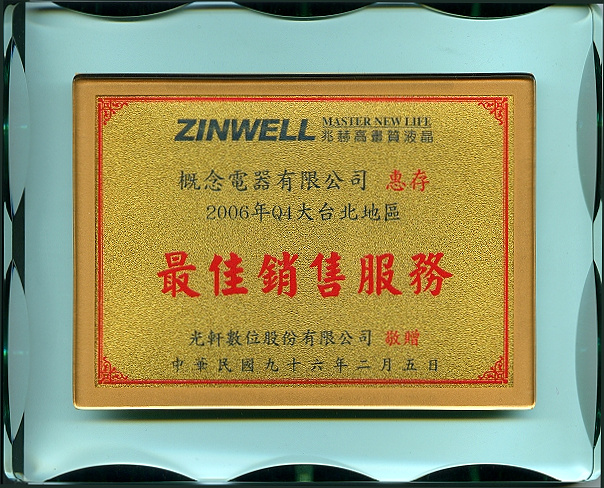 ZINWELL MASTER NEW LIFE
兆赫高畫質液晶
概念電器有限公司 惠存
2006年Q4大台北地區
最佳銷售服務
光軒數位股份有限公司 敬贈
中華民國九十六年二月五日